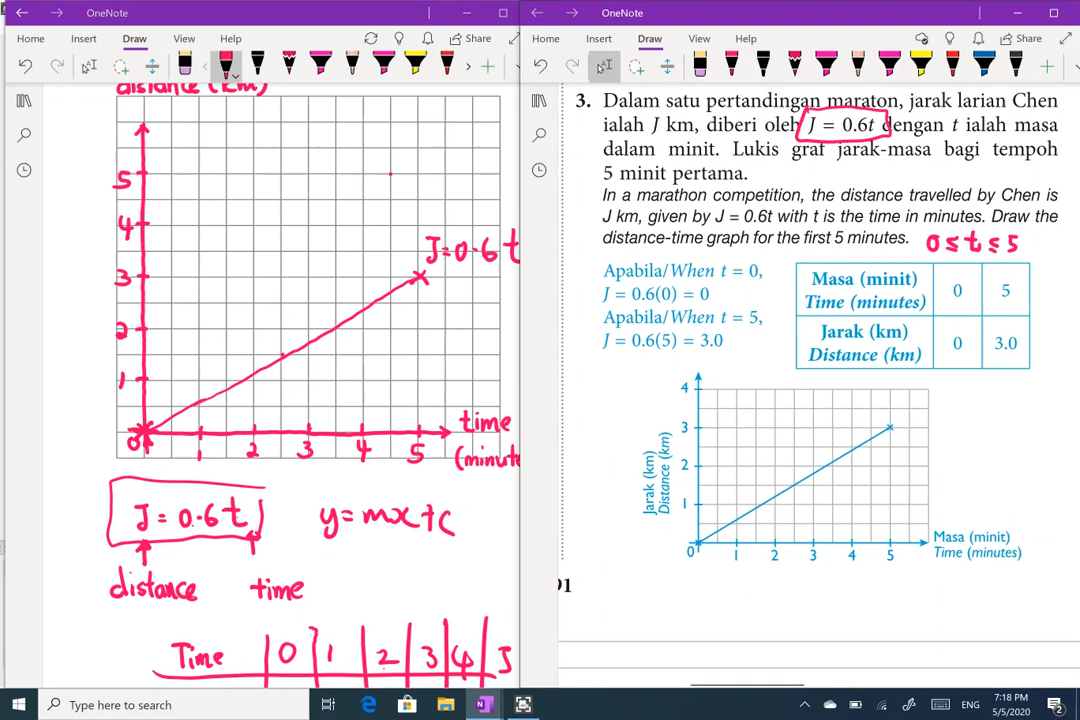 OneNote
Home Insert Draw View Help Share
distance (km)
5
4
3
2
1
0
1 2 3 4 5
J=0.6t
time
J = 0.6t
y=mx+c
distance time
Time 0 1 2 3 4 5
OneNote
Home Insert Draw View Help Share
3. Dalam satu pertandingan maraton, jarak larian Chen
ialah J km, diberi oleh J = 0.6t dengan t ialah masa
dalam minit. Lukis graf jarak-masa bagi tempoh
5 minit pertama.
In a marathon competition, the distance travelled by Chen is
J km, given by J = 0.6t with t is the time in minutes. Draw the
distance-time graph for the first 5 minutes.
0 ≤ t ≤ 5
Apabila/When t = 0,
J = 0.6(0) = 0
Apabila/When t = 5,
J = 0.6(5) = 3.0
Masa (minit)
Time (minutes)
0 5
Jarak (km)
Distance (km)
0 3.0
4
3
2
1
0
1 2 3 4 5
Jarak (km)
Distance (km)
Masa (minit)
Time (minutes)
91
Type here to search
ENG
7:18 PM
5/5/2020
2